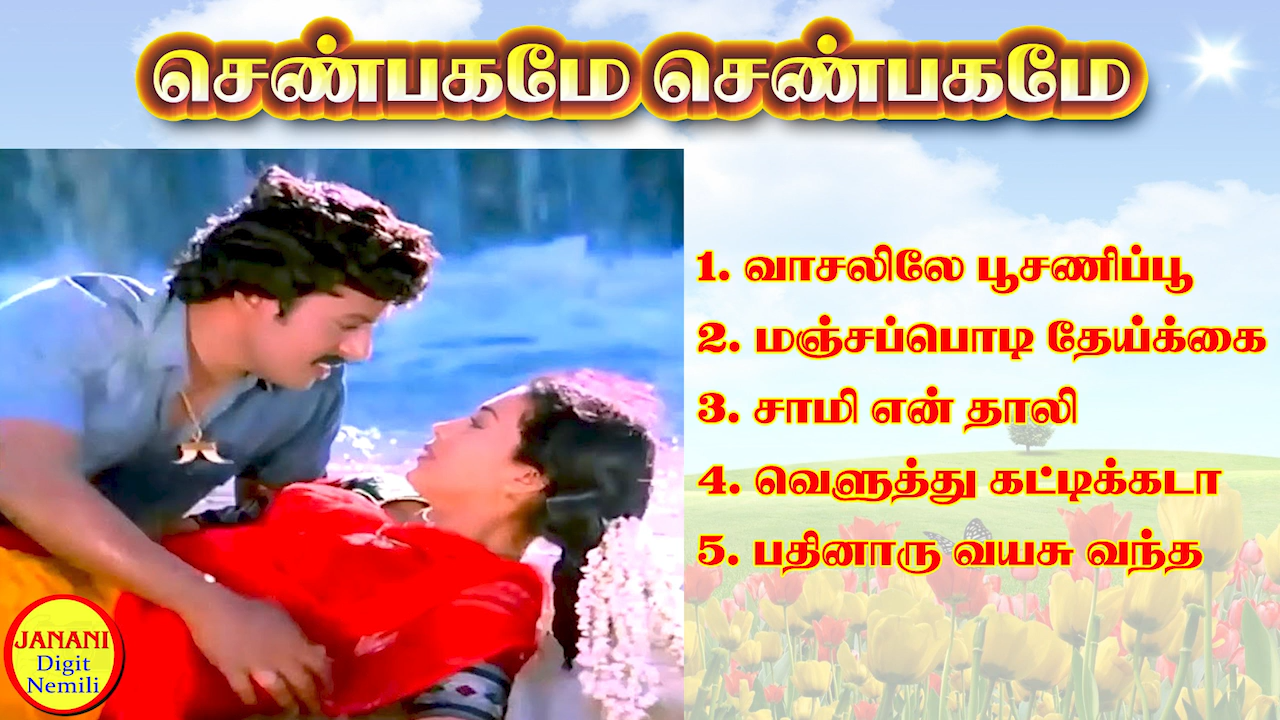 செண்பகமே செண்பகமே
1. வாசலிலே பூசணிப்பூ
2. மஞ்சப்பொடி தேய்க்கை
3. சாமி என் தாலி
4. வெளுத்து கட்டிக்கடா
5. பதினாரு வயசு வந்த
JANANI
Digit
Nemili